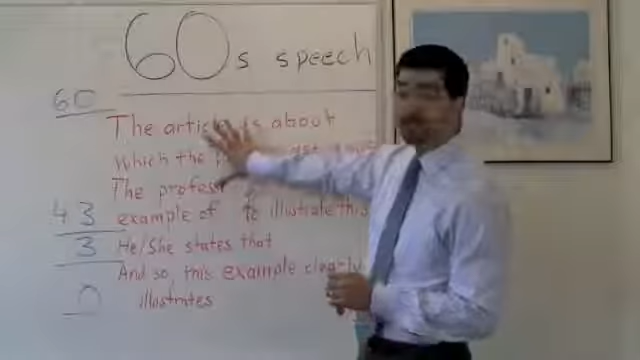 60s speech
60
The article is about
which the
The profess
43 example of to illustrate this
3 He/She states that
And so, this example clearly
0 illustrates